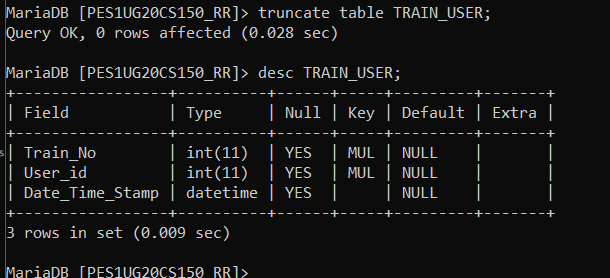 MariaDB [PES1UG20CS150_RR]> truncate table TRAIN_USER;
Query OK, 0 rows affected (0.028 sec)
MariaDB [PES1UG20CS150_RR]> desc TRAIN_USER;
+-----------------+----------+------+-----+---------+-------+
| Field           | Type     | Null | Key | Default | Extra |
+-----------------+----------+------+-----+---------+-------+
| Train_No        | int(11)  | YES  | MUL | NULL    |       |
| User_id         | int(11)  | YES  | MUL | NULL    |       |
| Date_Time_Stamp | datetime | YES  |     | NULL    |       |
+-----------------+----------+------+-----+---------+-------+
3 rows in set (0.009 sec)
MariaDB [PES1UG20CS150_RR]>